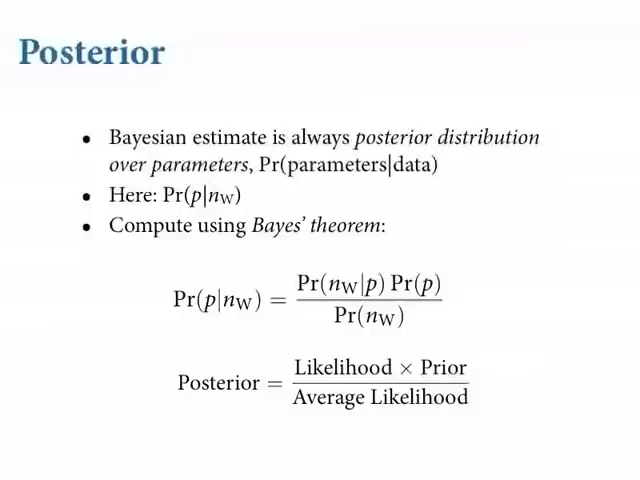 Posterior
• Bayesian estimate is always posterior distribution
over parameters, Pr(parameters|data)
• Here: Pr(p|n_W)
• Compute using Bayes’ theorem:
Pr(p|n_W) = Pr(n_W|p) Pr(p) / Pr(n_W)
Posterior = Likelihood × Prior / Average Likelihood